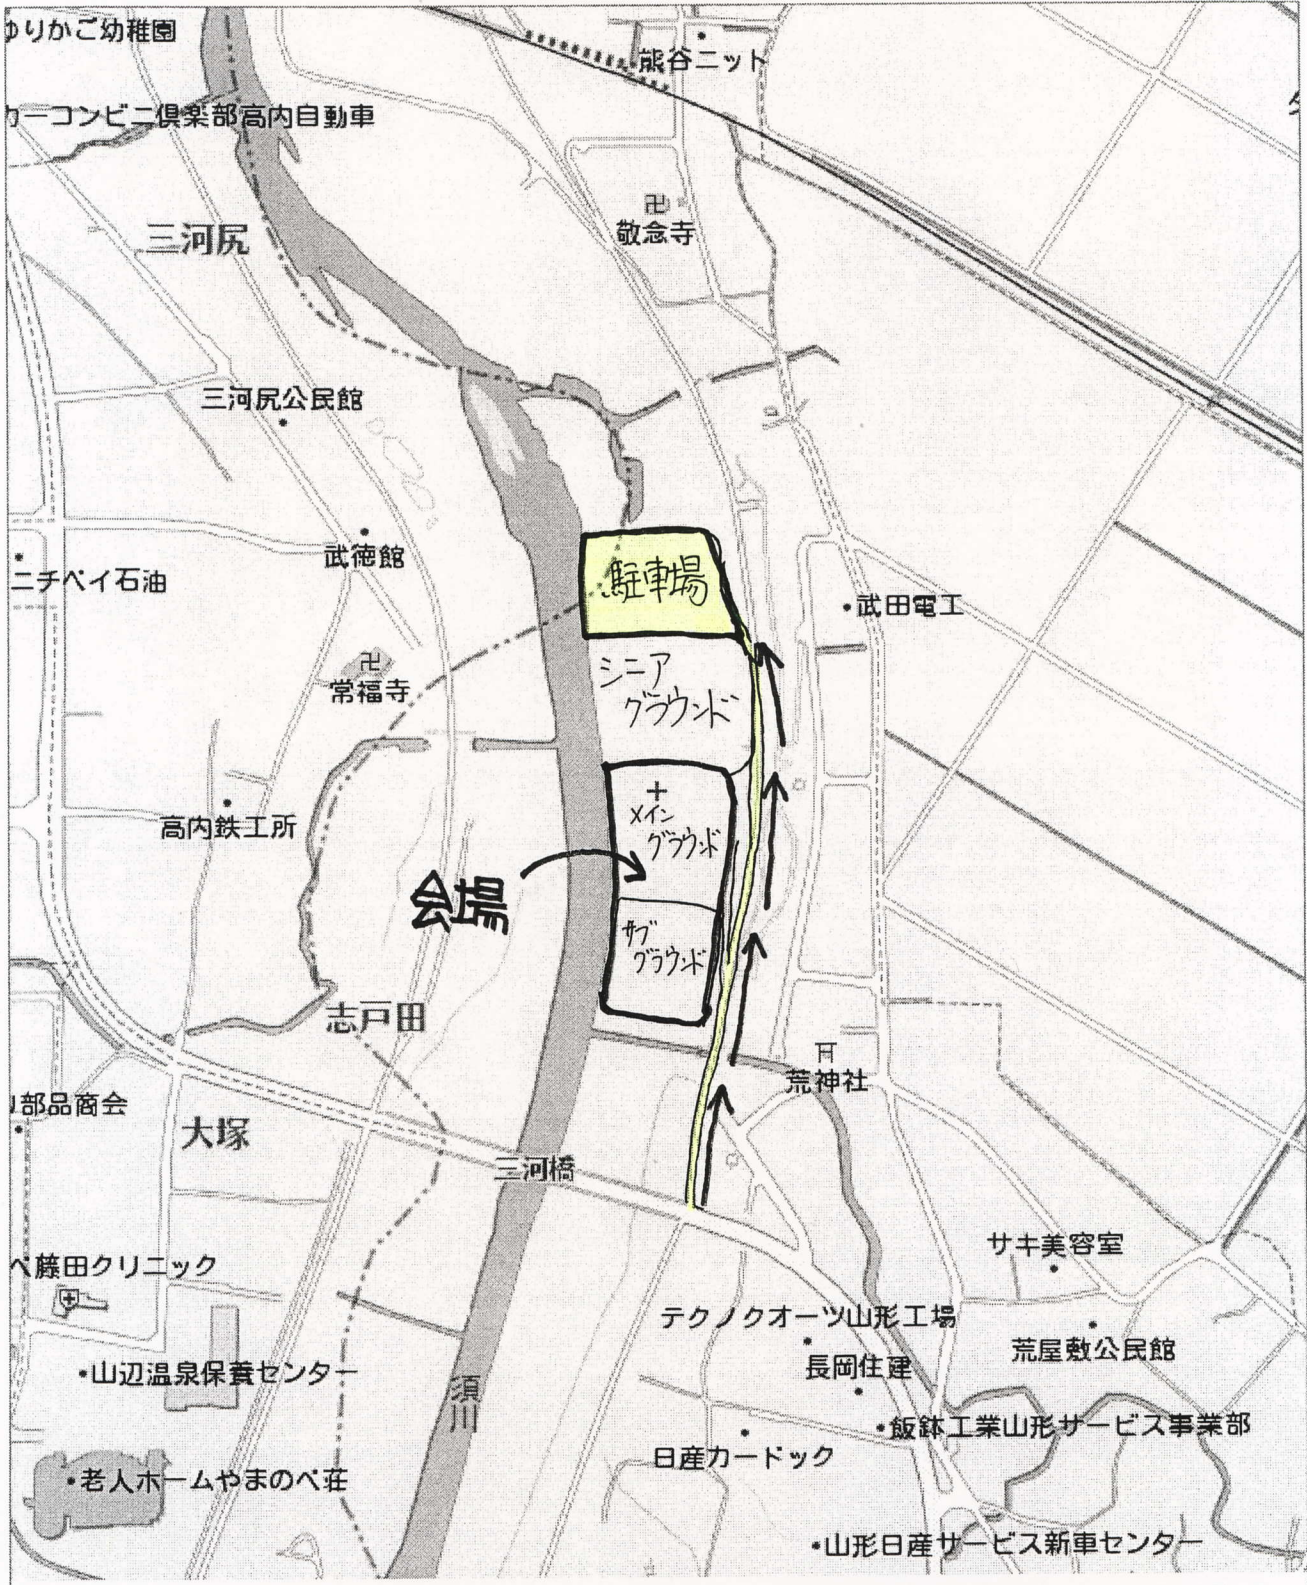 ゆりかご幼稚園
熊谷ニット
カーコンビニ倶楽部高内自動車
敬念寺
三河尻
三河尻公民館
武徳館
ニチベイ石油
駐車場
武田電工
シニア
グラウンド
常福寺
メイン
グラウンド
高内鉄工所
会場
サブ
グラウンド
志戸田
荒神社
部品商会
大塚
三河橋
藤田クリニック
サキ美容室
テクノクオーツ山形工場
荒屋敷公民館
長岡住建
山辺温泉保養センター
須川
飯鉢工業山形サービス事業部
日産カードック
老人ホームやまのべ荘
山形日産サービス新車センター